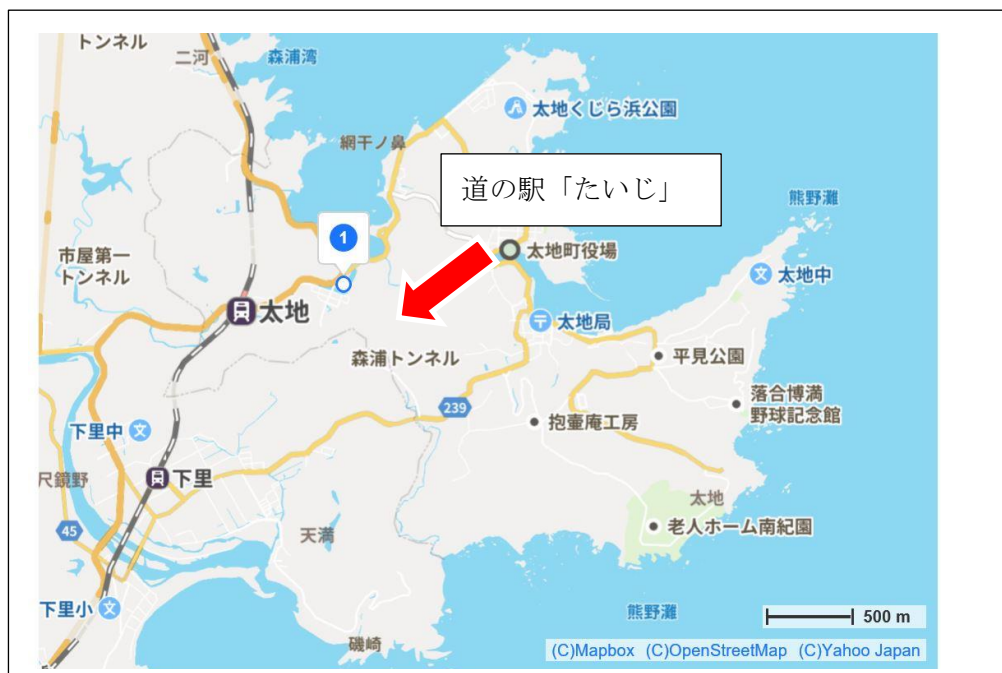 トンネル
二河
森浦湾
太地くじら浜公園
網干ノ鼻
道の駅「たいじ」
熊野灘
1
市屋第一
トンネル
太地町役場
太地中
太地
太地局
森浦トンネル
平見公園
239
落合博満
野球記念館
下里中
抱壷庵工房
尺鏡野
下里
太地
45
天満
老人ホーム南紀園
下里小
熊野灘
500 m
磯崎
(C)Mapbox (C)OpenStreetMap (C)Yahoo Japan